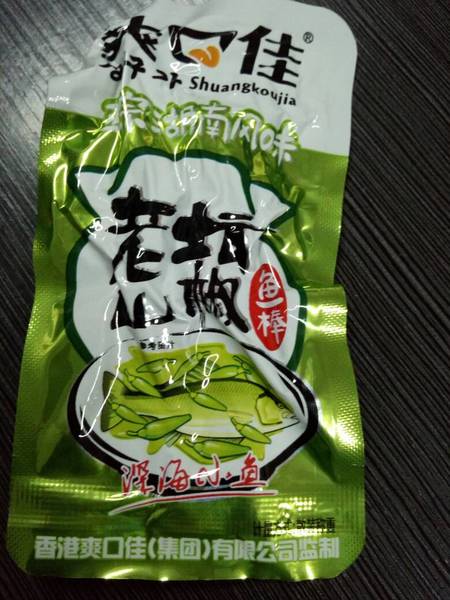 爽口佳®
Shuangkoujia
湖南风味
老坛
山椒
鱼棒
深海小鱼
香港爽口佳(集团)有限公司监制